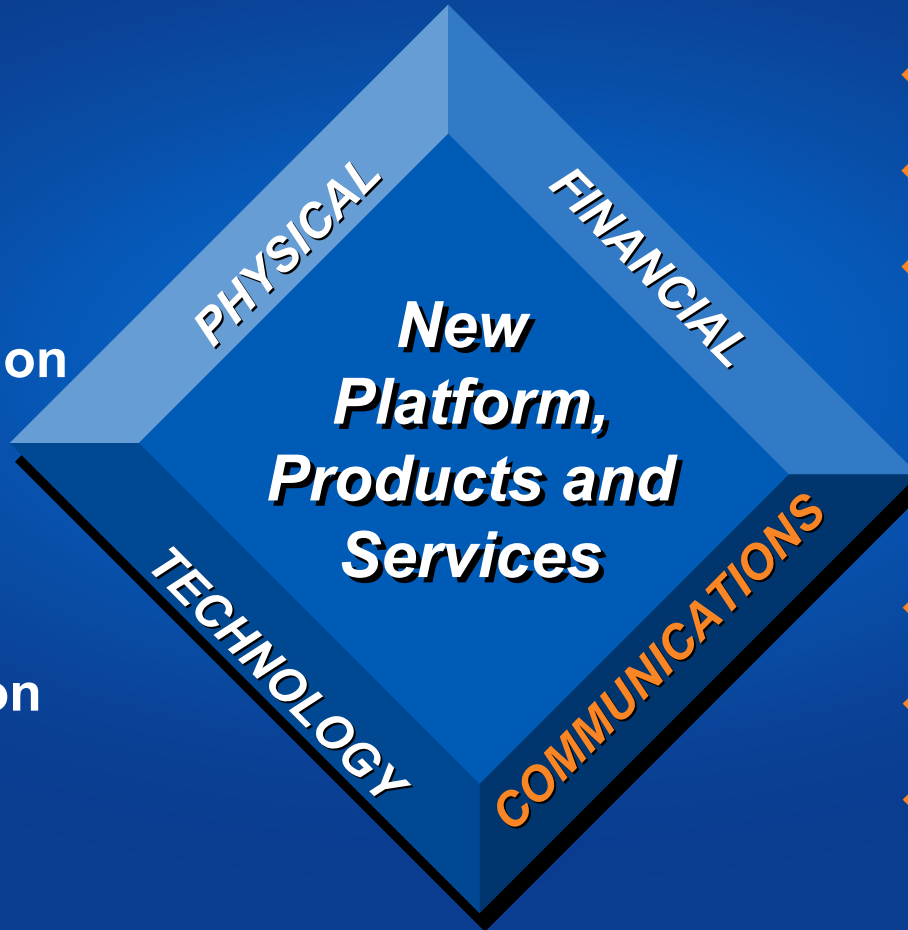 PHYSICAL
FINANCIAL
New
Platform,
Products and
Services
on
TECHNOLOGY
COMMUNICATIONS
on